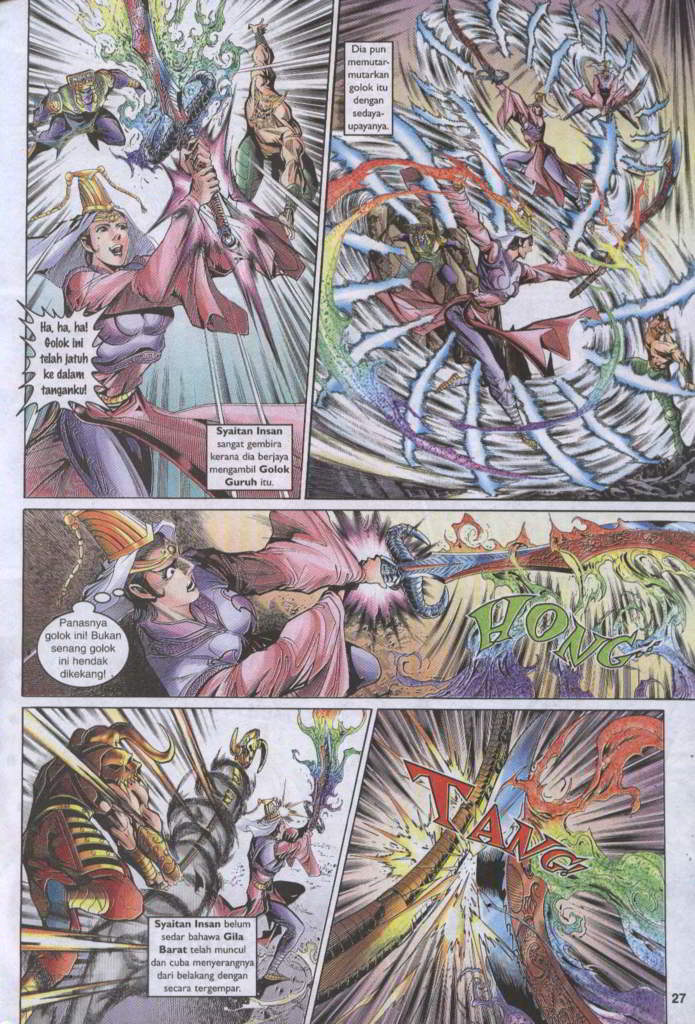 Ha, ha, ha!
Golok ini
telah jatuh
ke dalam
tanganku!
Syaitan Insan
sangat gembira
kerana dia berjaya
mengambil Golok
Guruh itu.
Dia pun
memutar-
mutarkan
golok itu
dengan
sedaya-
upayanya.
Panasnya
golok ini! Bukan
senang golok
ini hendak
dikekang!
HONG
Syaitan Insan belum
sedar bahawa Gila
Barat telah muncul
dan cuba menyerangnya
dari belakang dengan
secara tergempar.
TANG!
27